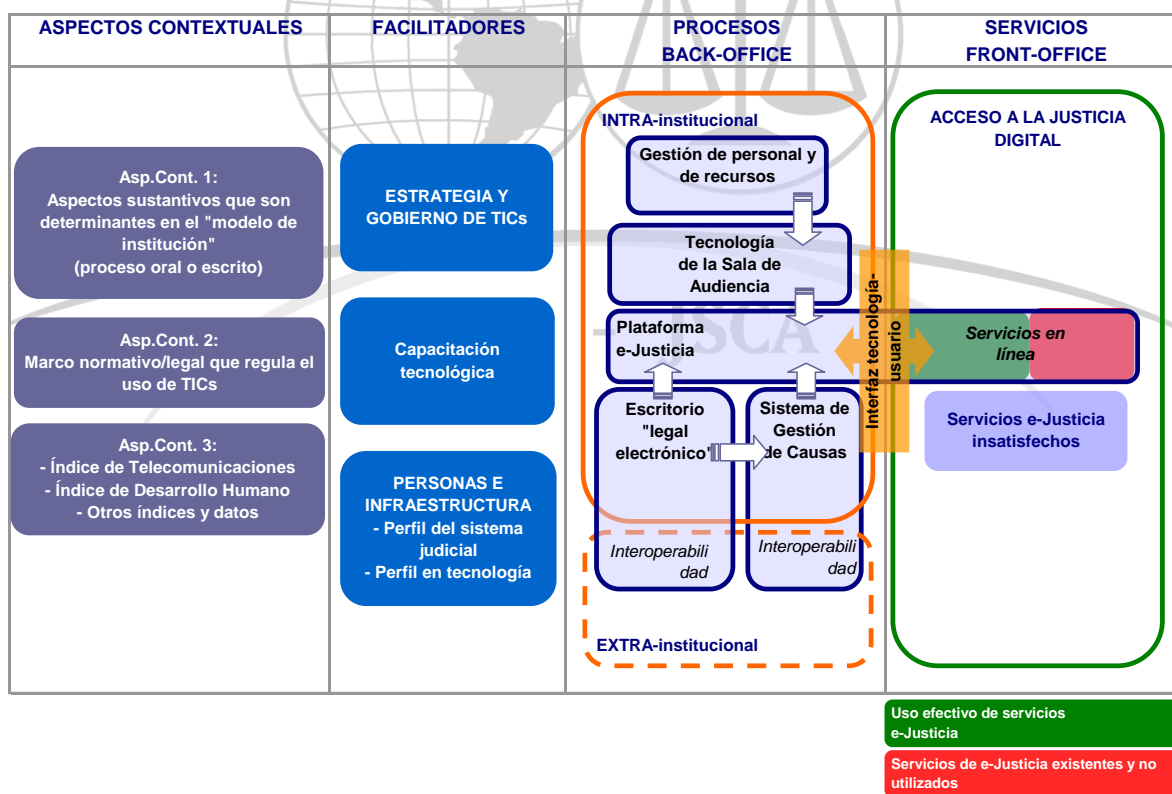 ASPECTOS CONTEXTUALES
FACILITADORES
PROCESOS
BACK-OFFICE
SERVICIOS
FRONT-OFFICE
Asp.Cont. 1:
Aspectos sustantivos que son
determinantes en el "modelo de
institución"
(proceso oral o escrito)
Asp.Cont. 2:
Marco normativo/legal que regula el
uso de TICs
Asp.Cont. 3:
- Índice de Telecomunicaciones
- Índice de Desarrollo Humano
- Otros índices y datos
ESTRATEGIA Y
GOBIERNO DE TICs
Capacitación
tecnológica
PERSONAS E
INFRAESTRUCTURA
- Perfil del sistema
judicial
- Perfil en tecnología
INTRA-institucional
Gestión de personal y
de recursos
Tecnología
de la Sala de
Audiencia
Plataforma
e-Justicia
JSCA
Escritorio
"legal
electrónico"
Sistema de
Gestión
de Causas
Interoperabili
dad
Interoperabili
dad
EXTRA-institucional
Interfaz tecnología-
usuario
ACCESO A LA JUSTICIA
DIGITAL
Servicios en
línea
Servicios e-Justicia
insatisfechos
Uso efectivo de servicios
e-Justicia
Servicios de e-Justicia existentes y no
utilizados